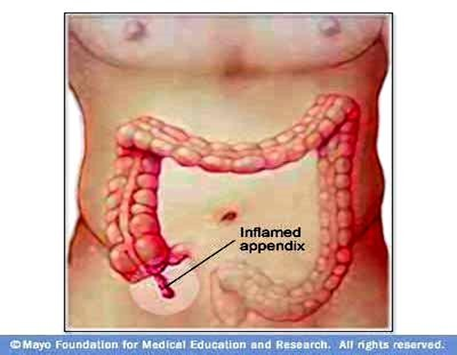 Inflamed
appendix
©Mayo Foundation for Medical Education and Research. All rights reserved.